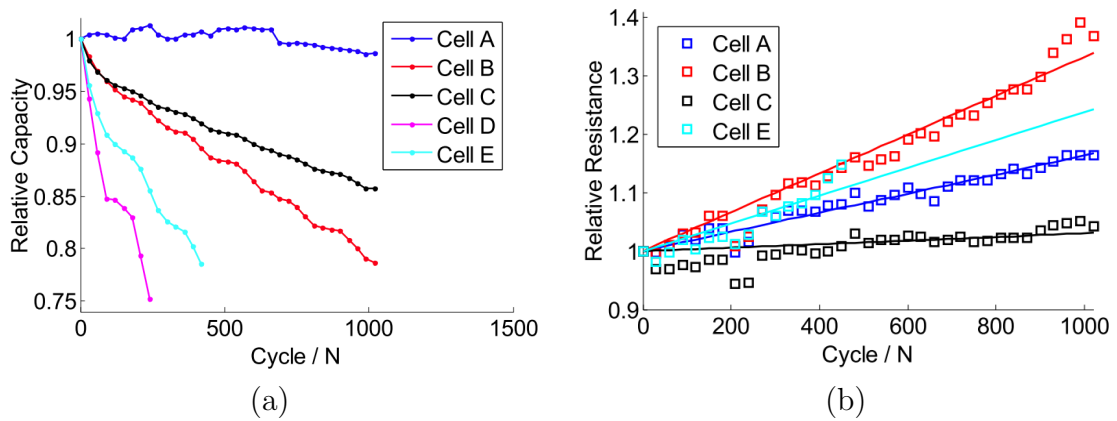 1
0.95
0.9
0.85
0.8
0.75
Relative Capacity
0 500 1000 1500
Cycle / N
Cell A
Cell B
Cell C
Cell D
Cell E
(a)
1.4
1.3
1.2
1.1
1
0.9
Relative Resistance
0 200 400 600 800 1000
Cycle / N
Cell A
Cell B
Cell C
Cell E
(b)